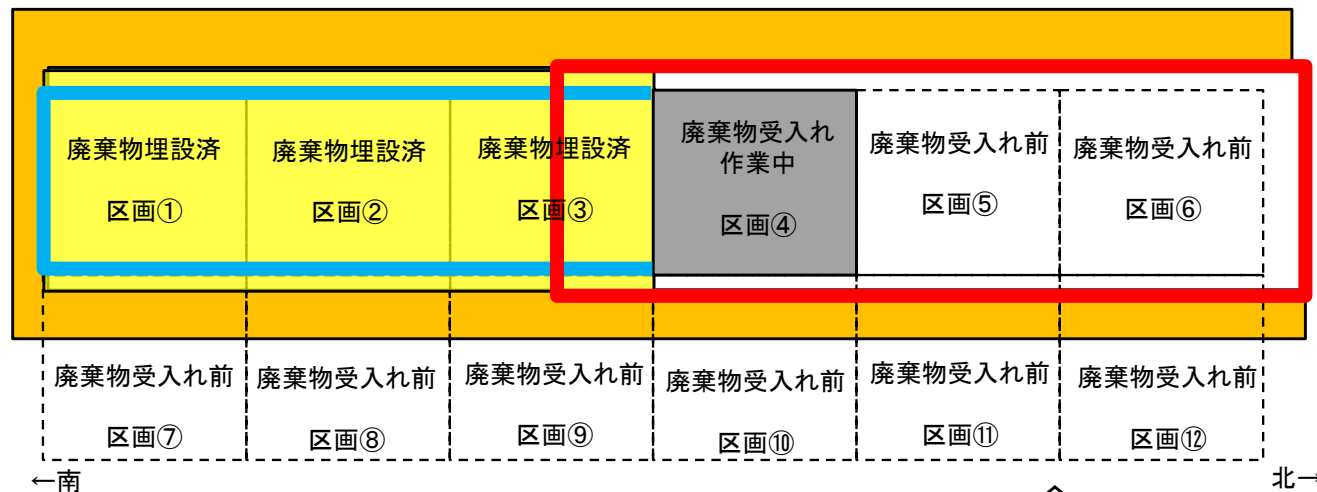 廃棄物埋設済
区画①
廃棄物埋設済
区画②
廃棄物埋設済
区画③
廃棄物受入れ
作業中
区画④
廃棄物受入れ前
区画⑤
廃棄物受入れ前
区画⑥
廃棄物受入れ前
区画⑦
廃棄物受入れ前
区画⑧
廃棄物受入れ前
区画⑨
廃棄物受入れ前
区画⑩
廃棄物受入れ前
区画⑪
廃棄物受入れ前
区画⑫
←南
北→